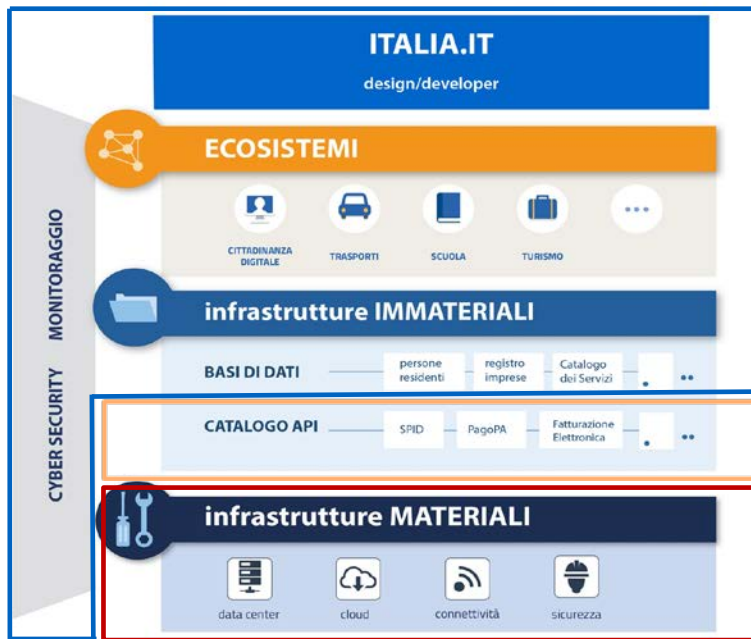 ITALIA.IT
design/developer
ECOSISTEMI
CITTADINANZA
DIGITALE
TRASPORTI
SCUOLA
TURISMO
CYBER SECURITY MONITORAGGIO
infrastrutture IMMATERIALI
BASI DI DATI
persone
residenti
registro
imprese
Catalogo
dei Servizi
CATALOGO API
SPID
PagoPA
Fatturazione
Elettronica
infrastrutture MATERIALI
data center
cloud
connettività
sicurezza